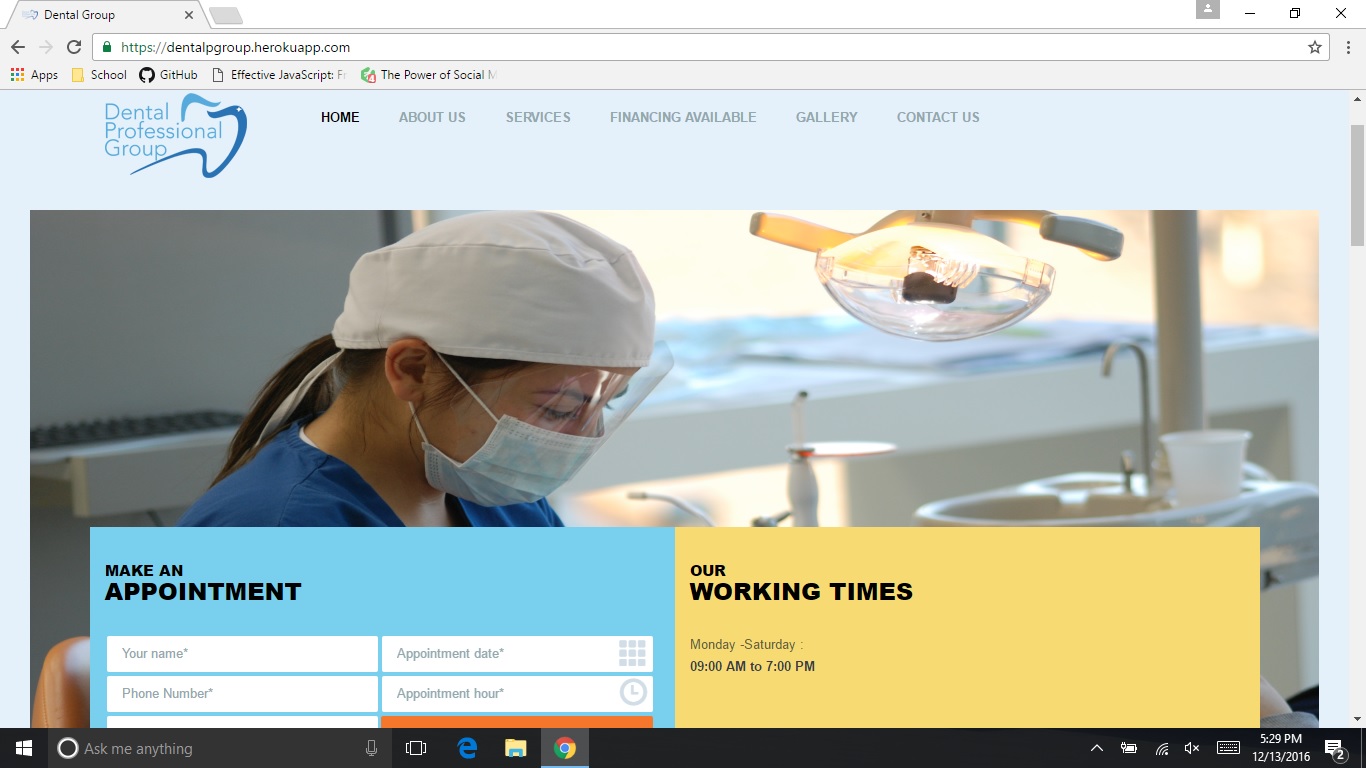 Dental Group
https://dentalpgroup.herokuapp.com
Apps School GitHub Effective JavaScript: Fr The Power of Social M
Dental
Professional
Group
HOME ABOUT US SERVICES FINANCING AVAILABLE GALLERY CONTACT US
MAKE AN
APPOINTMENT
Your name*
Appointment date*
Phone Number*
Appointment hour*
OUR
WORKING TIMES
Monday -Saturday :
09:00 AM to 7:00 PM
Ask me anything
5:29 PM
12/13/2016
2